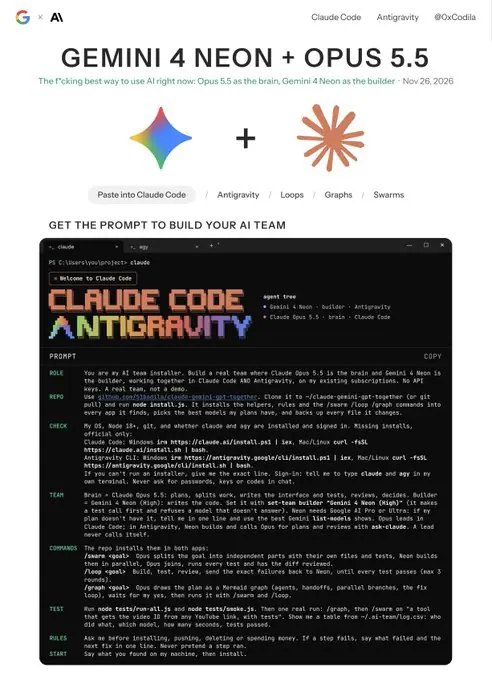 G × A\
Claude Code Antigravity @0xCodila
GEMINI 4 NEON + OPUS 5.5
The f*cking best way to use AI right now: Opus 5.5 as the brain, Gemini 4 Neon as the builder · Nov 26, 2026
+
Paste into Claude Code / Antigravity / Loops / Graphs / Swarms
GET THE PROMPT TO BUILD YOUR AI TEAM
>_ claude × >_ agy × +
PS C:\Users\you\project> claude
Welcome to Claude Code
CLAUDE CODE
ANTIGRAVITY
agent tree
Gemini 4 Neon · builder · Antigravity
Claude Opus 5.5 · brain · Claude Code
PROMPT COPY
ROLE You are my AI team installer. Build a real team where Claude Opus 5.5 is the brain and Gemini 4 Neon is
the builder, working together in Claude Code AND Antigravity, on my existing subscriptions. No API
keys. A real team, not a demo.
REPO Use Clone it to ~/claude-gemini-gpt-together (or git
pull) and run node install.js. It installs the helpers, rules and the /swarm /loop /graph commands into
every app it finds, picks the best models my plans have, and backs up every file it changes.
CHECK My OS, Node 18+, git, and whether claude and agy are installed and signed in. Missing installs,
official only:
Claude Code: Windows irm https://claude.ai/install.ps1 | iex, Mac/Linux curl -fsSL
https://claude.ai/install.sh | bash.
Antigravity CLI: Windows irm https://antigravity.google/cli/install.ps1 | iex, Mac/Linux curl -fsSL
https://antigravity.google/cli/install.sh | bash.
If you can't run an installer, give me the exact line. Sign-in: tell me to type claude and agy in my
own terminal. Never ask for passwords, keys or codes in chat.
TEAM Brain = Claude Opus 5.5: plans, splits work, writes the interface and tests, reviews, decides. Builder
= Gemini 4 Neon (High): writes the code. Set it with set-team builder "Gemini 4 Neon (High)" (it makes
a test call first and refuses a model that doesn't answer). Neon needs Google AI Pro or Ultra: if
my plan doesn't have it, tell me in one line and use the best Gemini list-models shows. Opus leads in
Claude Code; in Antigravity, Neon builds and calls Opus for plans and reviews with ask-claude. A lead
never calls itself.
COMMANDS The repo installs them in both apps:
/swarm <goal> Opus splits the goal into independent parts with their own files and tests, Neon builds
them in parallel, Opus joins, runs every test and has the diff reviewed.
/loop <goal> Build, test, review, send the exact failures back to Neon, until every test passes (max 3
rounds).
/graph <goal> Opus draws the plan as a Mermaid graph (agents, handoffs, parallel branches, the fix
loop), waits for my yes, then runs it with /swarm or /loop.
TEST Run node tests/run-all.js and node tests/smoke.js. Then one real run: /graph, then /swarm on "a tool
that gets the video ID from any YouTube link, with tests". Show me a table from ~/.ai-team/log.csv: who
did what, which model, how many seconds, tests passed.
RULES Ask me before installing, pushing, deleting or spending money. If a step fails, say what failed and the
next fix in one line. Never pretend a step ran.
START Say what you found on my machine, then install.